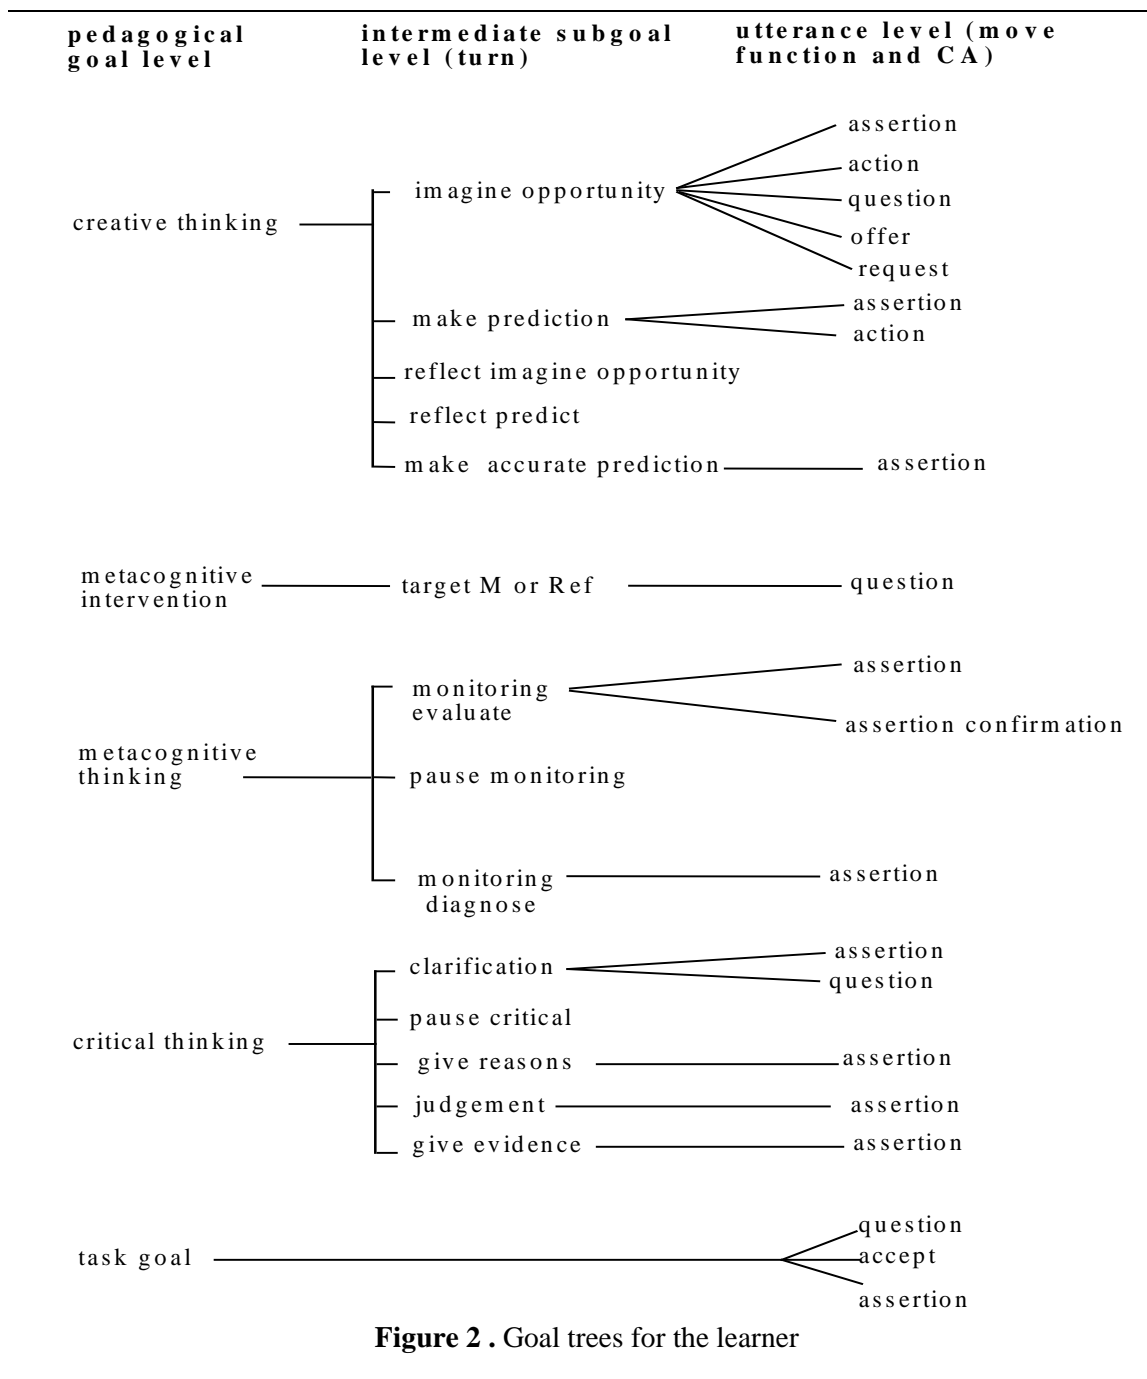 pedagogical goal level
intermediate subgoal level (turn)
utterance level (move function and CA)
creative thinking
imagine opportunity
assertion
action
question
offer
request
make prediction
assertion
action
reflect imagine opportunity
reflect predict
make accurate prediction
assertion
metacognitive intervention
target M or Ref
question
metacognitive thinking
monitoring evaluate
assertion
assertion confirmation
pause monitoring
monitoring diagnose
assertion
critical thinking
clarification
assertion
question
pause critical
give reasons
assertion
judgement
assertion
give evidence
assertion
task goal
question
accept
assertion
Figure 2 . Goal trees for the learner